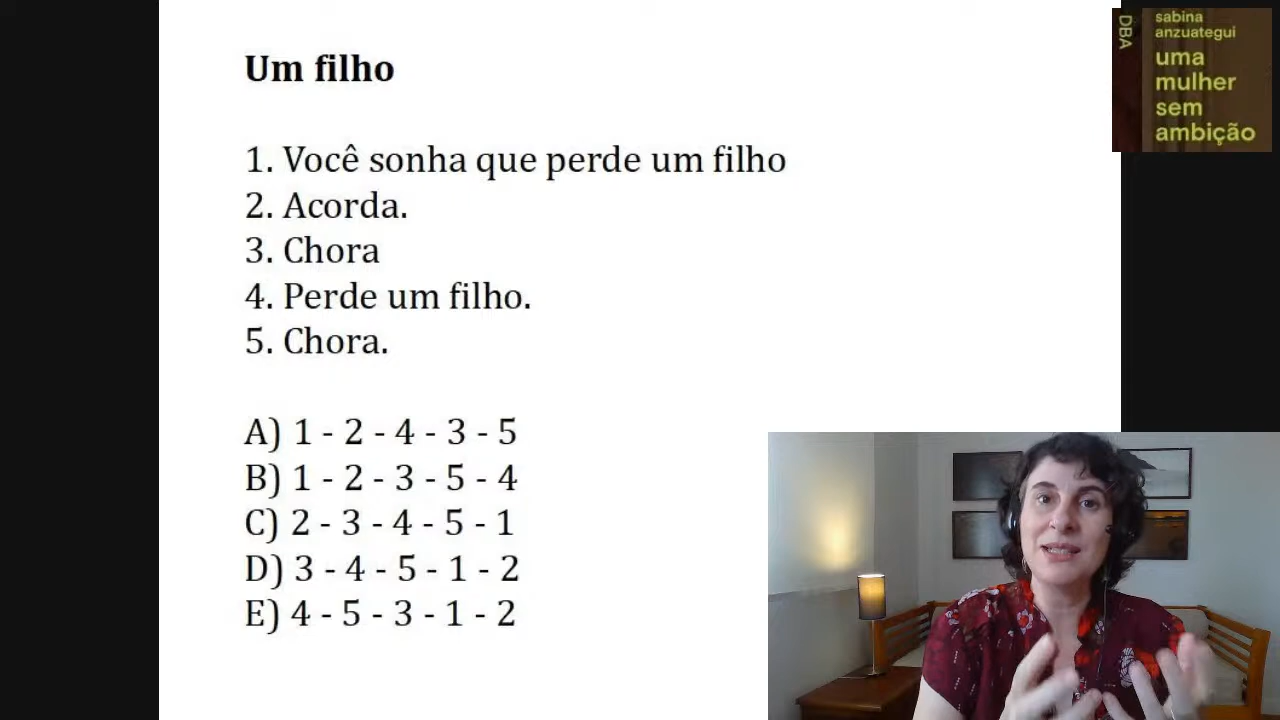 Um filho
1. Você sonha que perde um filho
2. Acorda.
3. Chora
4. Perde um filho.
5. Chora.
A) 1 - 2 - 4 - 3 - 5
B) 1 - 2 - 3 - 5 - 4
C) 2 - 3 - 4 - 5 - 1
D) 3 - 4 - 5 - 1 - 2
E) 4 - 5 - 3 - 1 - 2
DBA
sabina
anzuategui
uma
mulher
sem
ambição